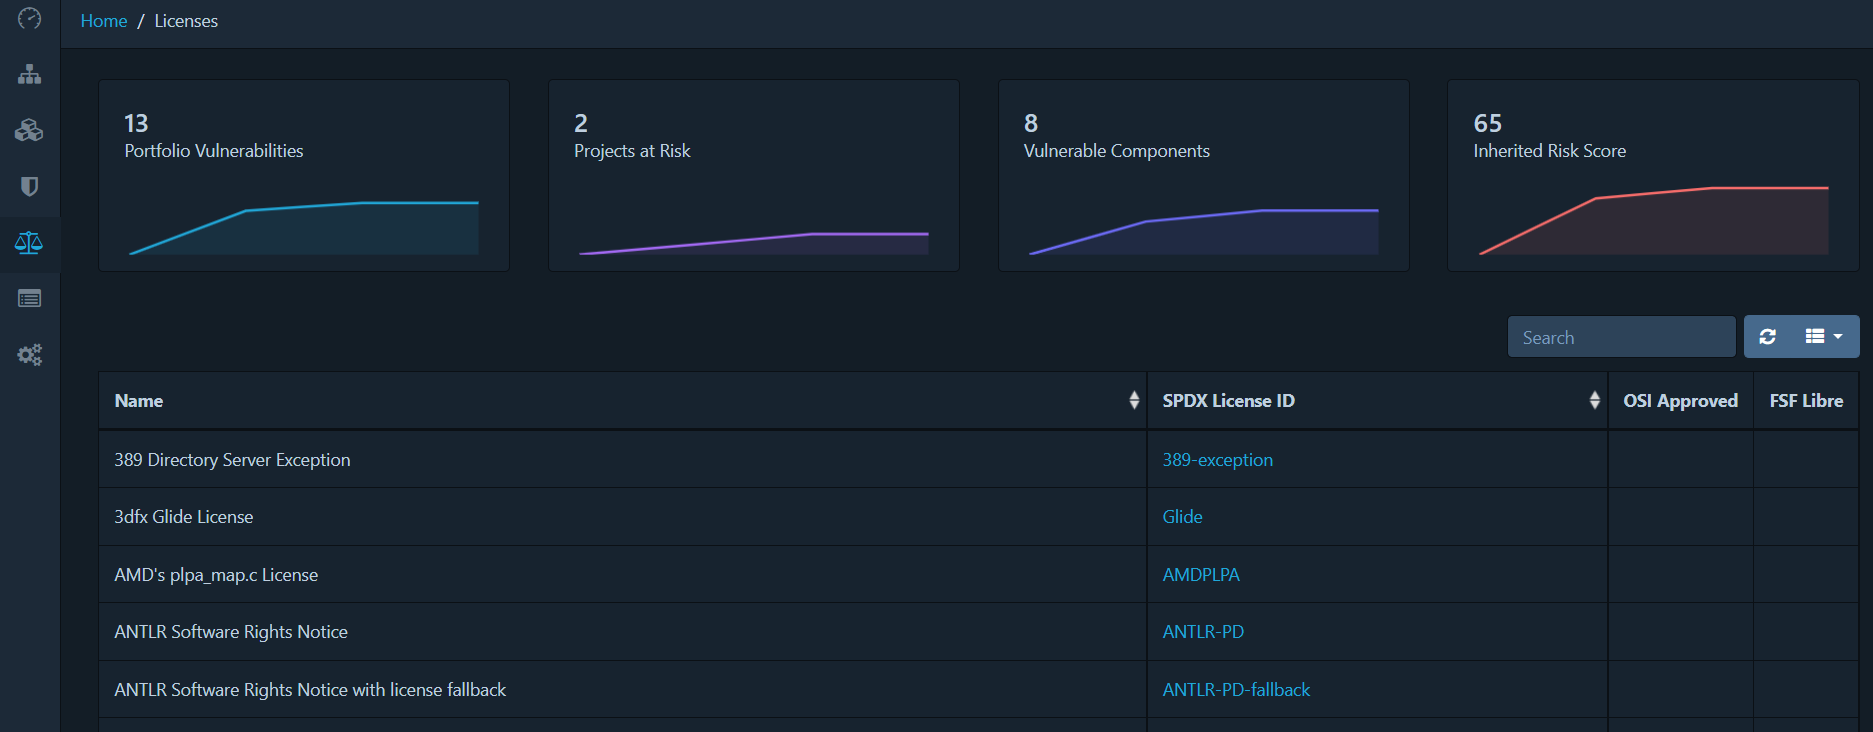 Home / Licenses
13
Portfolio Vulnerabilities
2
Projects at Risk
8
Vulnerable Components
65
Inherited Risk Score
Search
Name SPDX License ID OSI Approved FSF Libre
389 Directory Server Exception 389-exception
3dfx Glide License Glide
AMD's plpa_map.c License AMDPLPA
ANTLR Software Rights Notice ANTLR-PD
ANTLR Software Rights Notice with license fallback ANTLR-PD-fallback